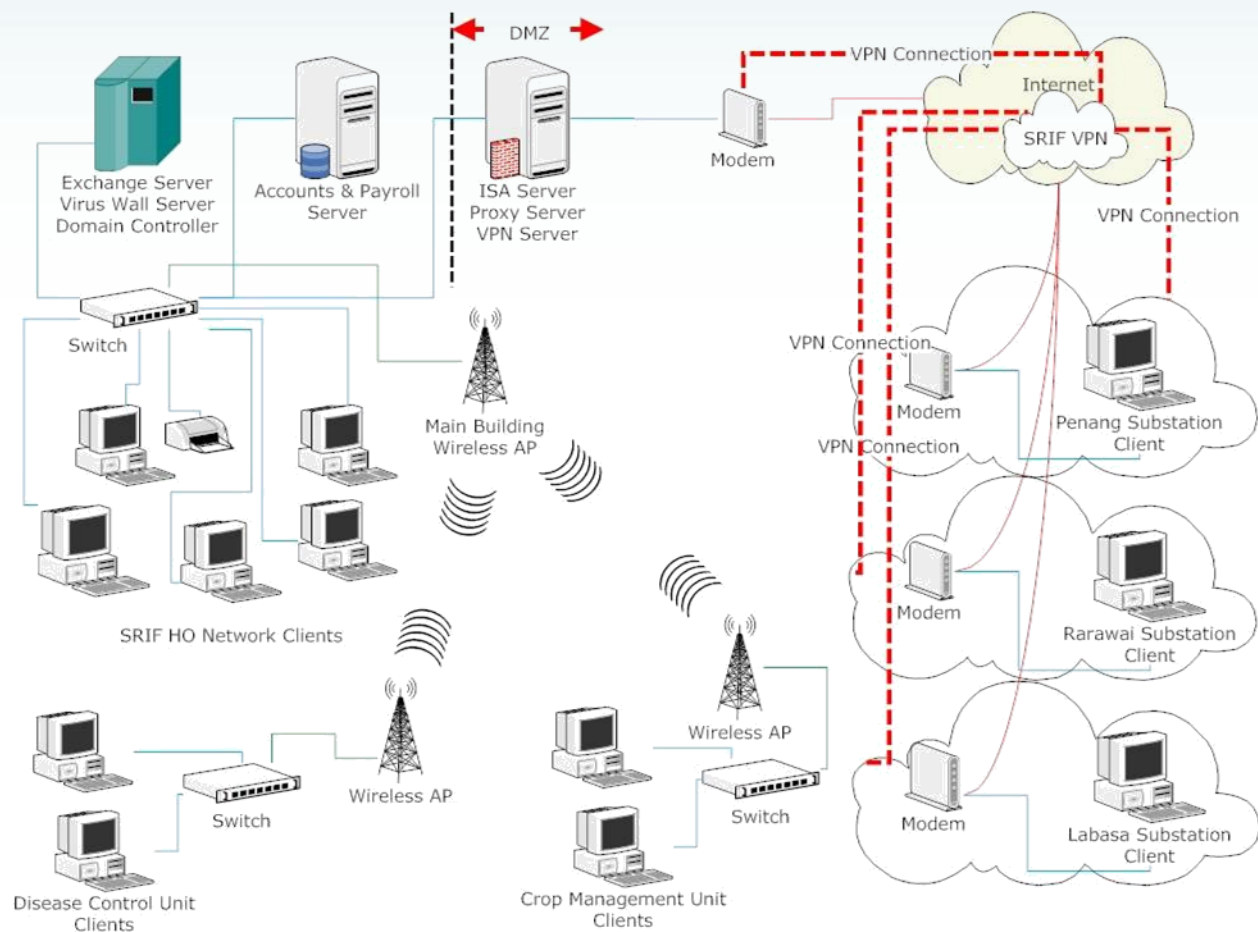 DMZ
VPN Connection
Internet
SRIF VPN
Modem
Exchange Server
Virus Wall Server
Domain Controller
Accounts & Payroll
Server
ISA Server
Proxy Server
VPN Server
VPN Connection
Switch
VPN Connection
Modem
Penang Substation
Client
Main Building
Wireless AP
VPN Connection
Modem
Rarawai Substation
Client
SRIF HO Network Clients
Wireless AP
Wireless AP
Switch
Switch
Modem
Labasa Substation
Client
Disease Control Unit
Clients
Crop Management Unit
Clients